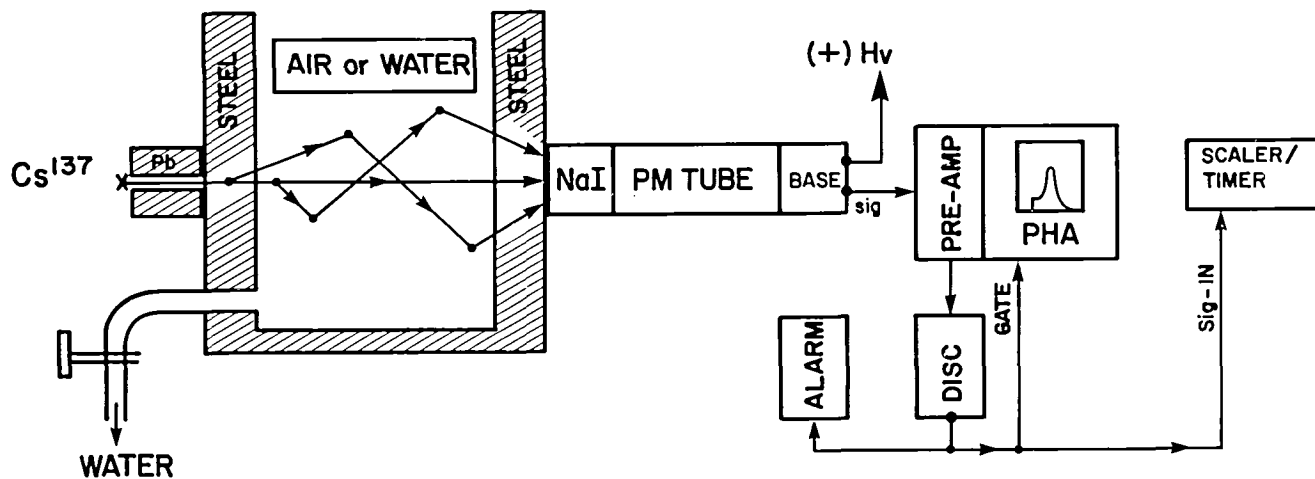 STEEL
AIR or WATER
STEEL
(+) Hv
Cs137
Pb
NaI
PM TUBE
BASE
sig
PRE-AMP
PHA
SCALER/
TIMER
GATE
Sig-IN
ALARM
DISC
WATER